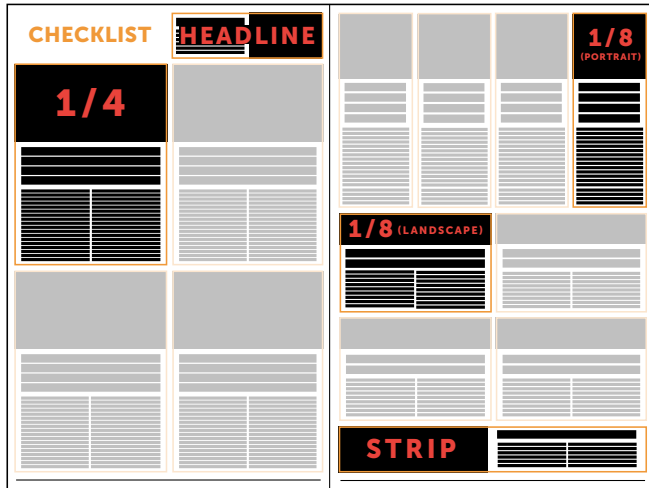 CHECKLIST
HEADLINE
1/4
1/8
(PORTRAIT)
1/8 (LANDSCAPE)
STRIP